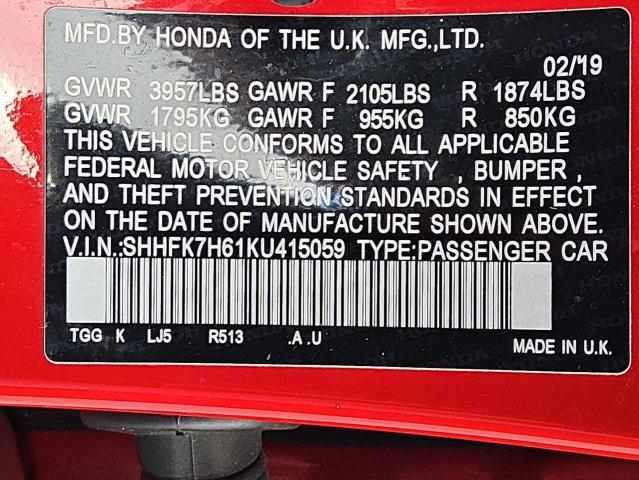 MFD.BY HONDA OF THE U.K. MFG.,LTD.
02/19
GVWR 3957LBS GAWR F 2105LBS R 1874LBS
GVWR 1795KG GAWR F 955KG R 850KG
THIS VEHICLE CONFORMS TO ALL APPLICABLE
FEDERAL MOTOR VEHICLE SAFETY , BUMPER ,
AND THEFT PREVENTION STANDARDS IN EFFECT
ON THE DATE OF MANUFACTURE SHOWN ABOVE.
V.I.N.:SHHFK7H61KU415059 TYPE:PASSENGER CAR
TGG K LJ5 R513 .A .U
MADE IN U.K.